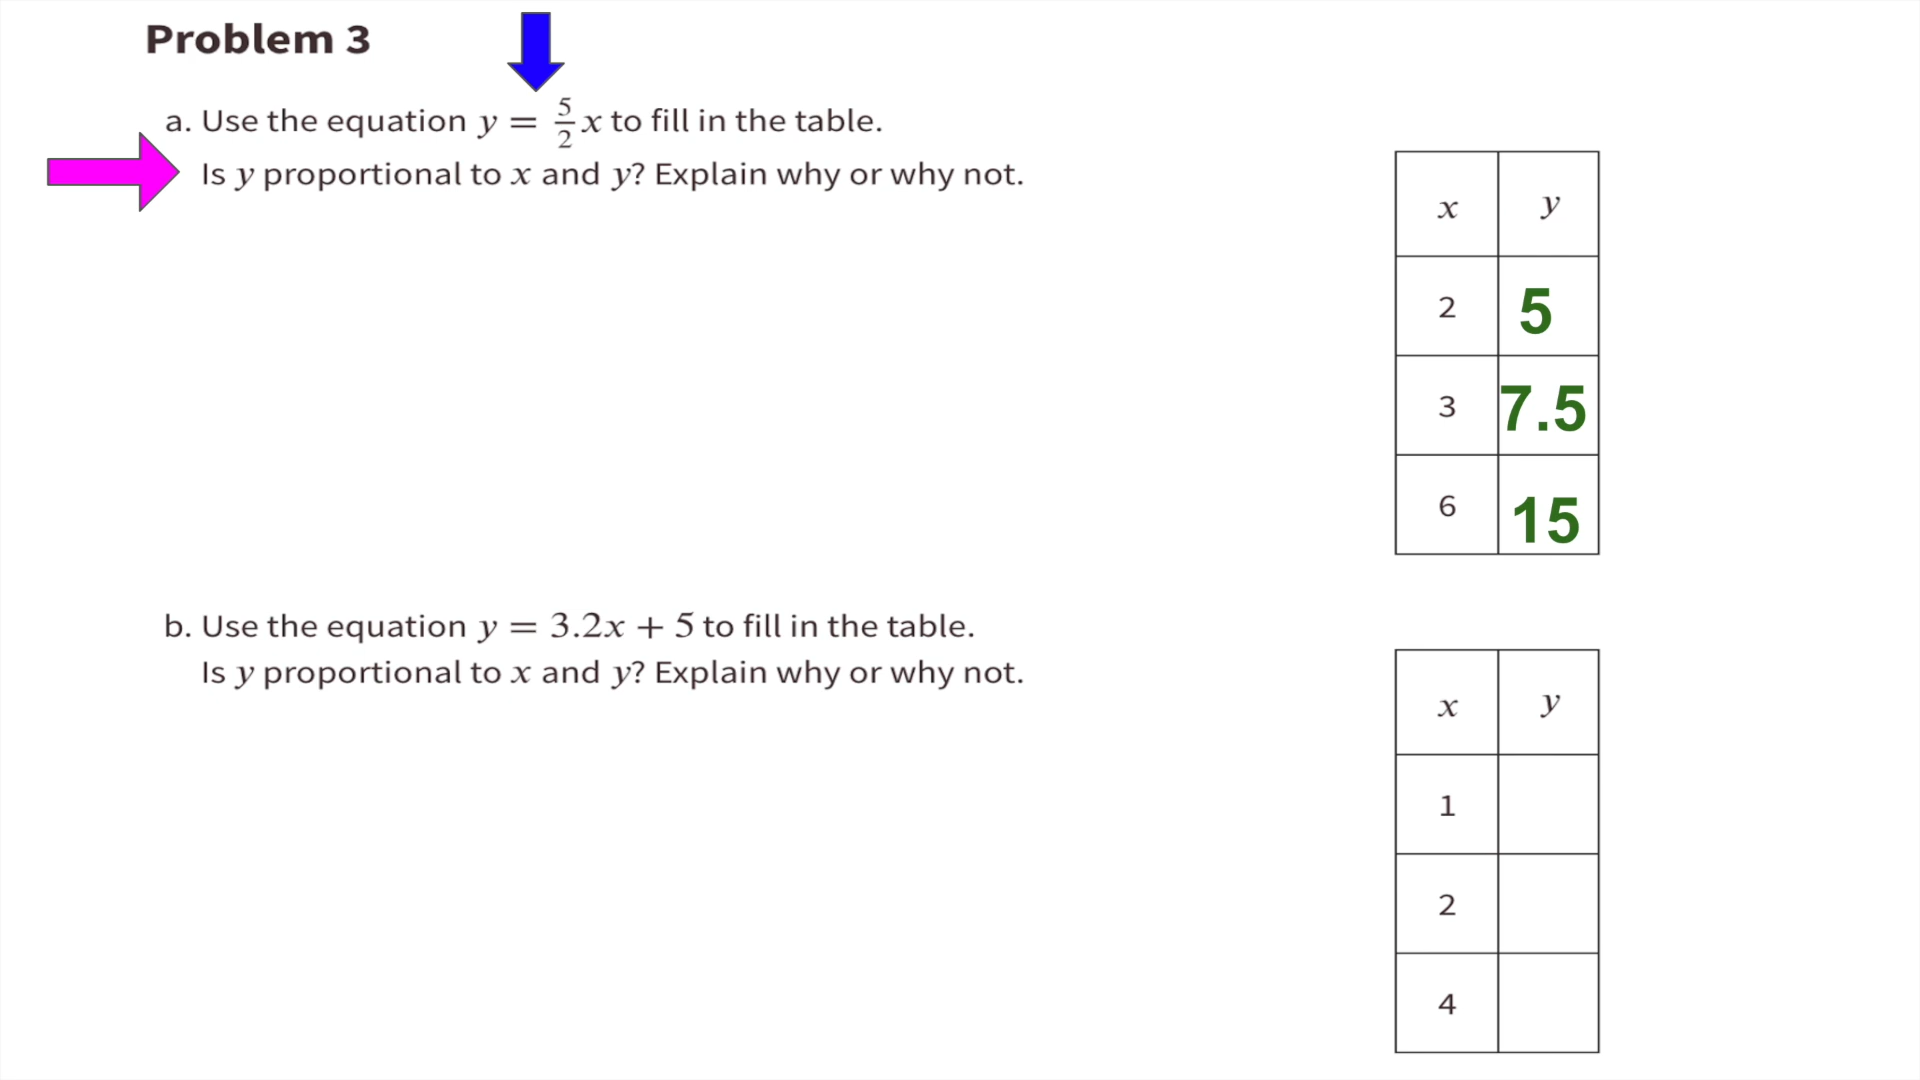 Problem 3
a. Use the equation y = 5/2 x to fill in the table.
Is y proportional to x and y? Explain why or why not.
x y
2 5
3 7.5
6 15
b. Use the equation y = 3.2x + 5 to fill in the table.
Is y proportional to x and y? Explain why or why not.
x y
1
2
4